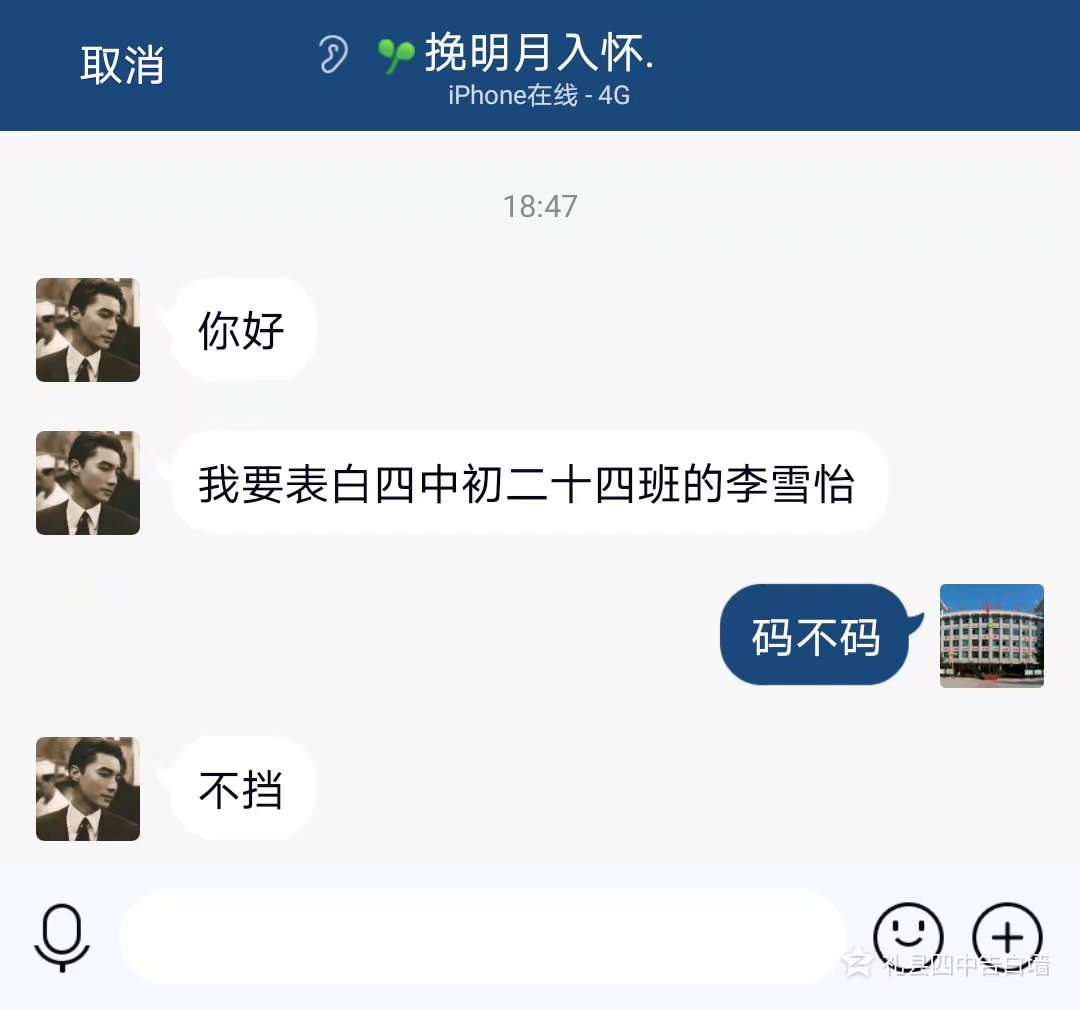 取消
挽明月入怀.
iPhone在线 - 4G
18:47
你好
我要表白四中初二十四班的李雪怡
码不码
不挡
礼县四中告白墙